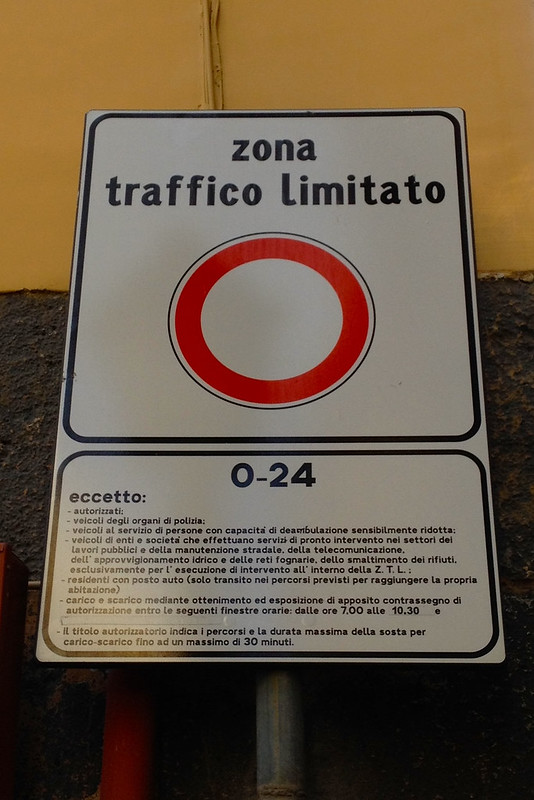 zona
traffico limitato
0-24
eccetto:
- autorizzati;
- veicoli degli organi di polizia;
- veicoli al servizio di persone con capacita' di deambulazione sensibilmente ridotta;
- veicoli di enti e societa' che effettuano servizi di pronto intervento nei settori dei
lavori pubblici e della manutenzione stradale, della telecomunicazione,
dell' approvvigionamento idrico e delle reti fognarie, dello smaltimento dei rifiuti,
esclusivamente per l' esecuzione di intervento all' interno della Z. T. L. ;
- residenti con posto auto (solo transito nei percorsi previsti per raggiungere la propria
abitazione)
- carico e scarico mediante ottenimento ed esposizione di apposito contrassegno di
autorizzazione entro le seguenti finestre orarie: dalle ore 7,00 alle 10.30 e
- Il titolo autorizzatorio indica i percorsi e la durata massima della sosta per
carico-scarico fino ad un massimo di 30 minuti.